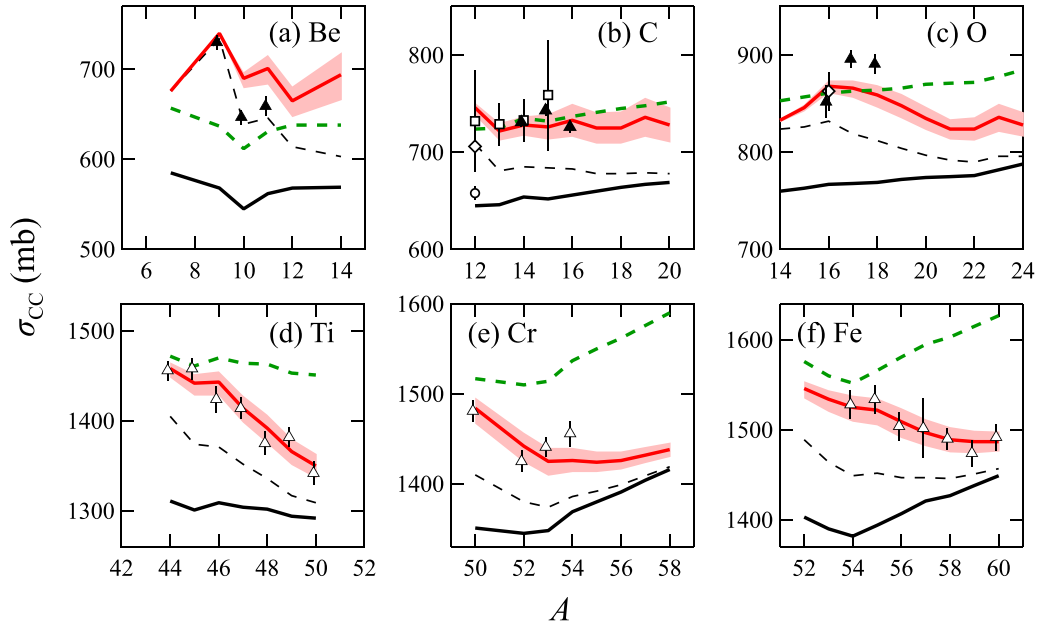 (a) Be
(b) C
(c) O
700
600
500
800
700
600
900
800
700
6 8 10 12 14
12 14 16 18 20
14 16 18 20 22 24
σCC (mb)
(d) Ti
(e) Cr
(f) Fe
1500
1400
1300
1600
1500
1400
1600
1500
1400
42 44 46 48 50 52
50 52 54 56 58
52 54 56 58 60
A